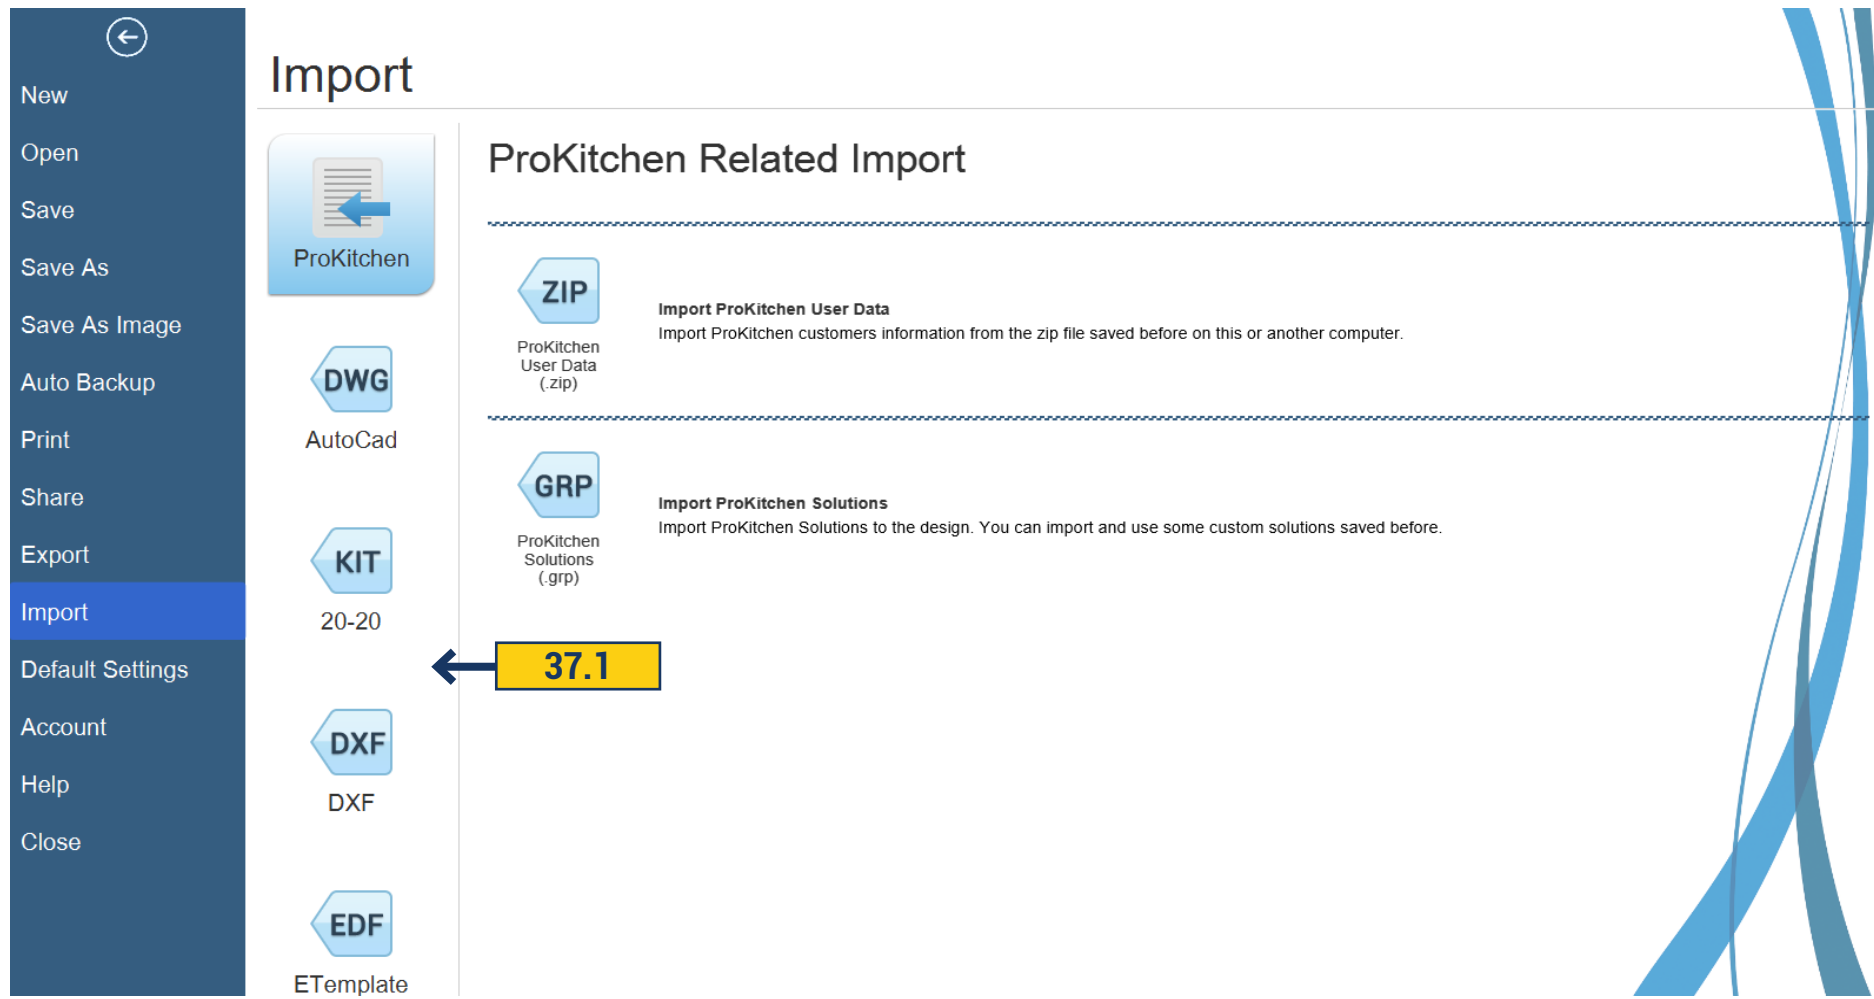 New
Open
Save
Save As
Save As Image
Auto Backup
Print
Share
Export
Import
Default Settings
Account
Help
Close
Import
ProKitchen
DWG
AutoCad
KIT
20-20
DXF
DXF
EDF
ETemplate
ProKitchen Related Import
ZIP
ProKitchen
User Data
(.zip)
Import ProKitchen User Data
Import ProKitchen customers information from the zip file saved before on this or another computer.
GRP
ProKitchen
Solutions
(.grp)
Import ProKitchen Solutions
Import ProKitchen Solutions to the design. You can import and use some custom solutions saved before.
37.1